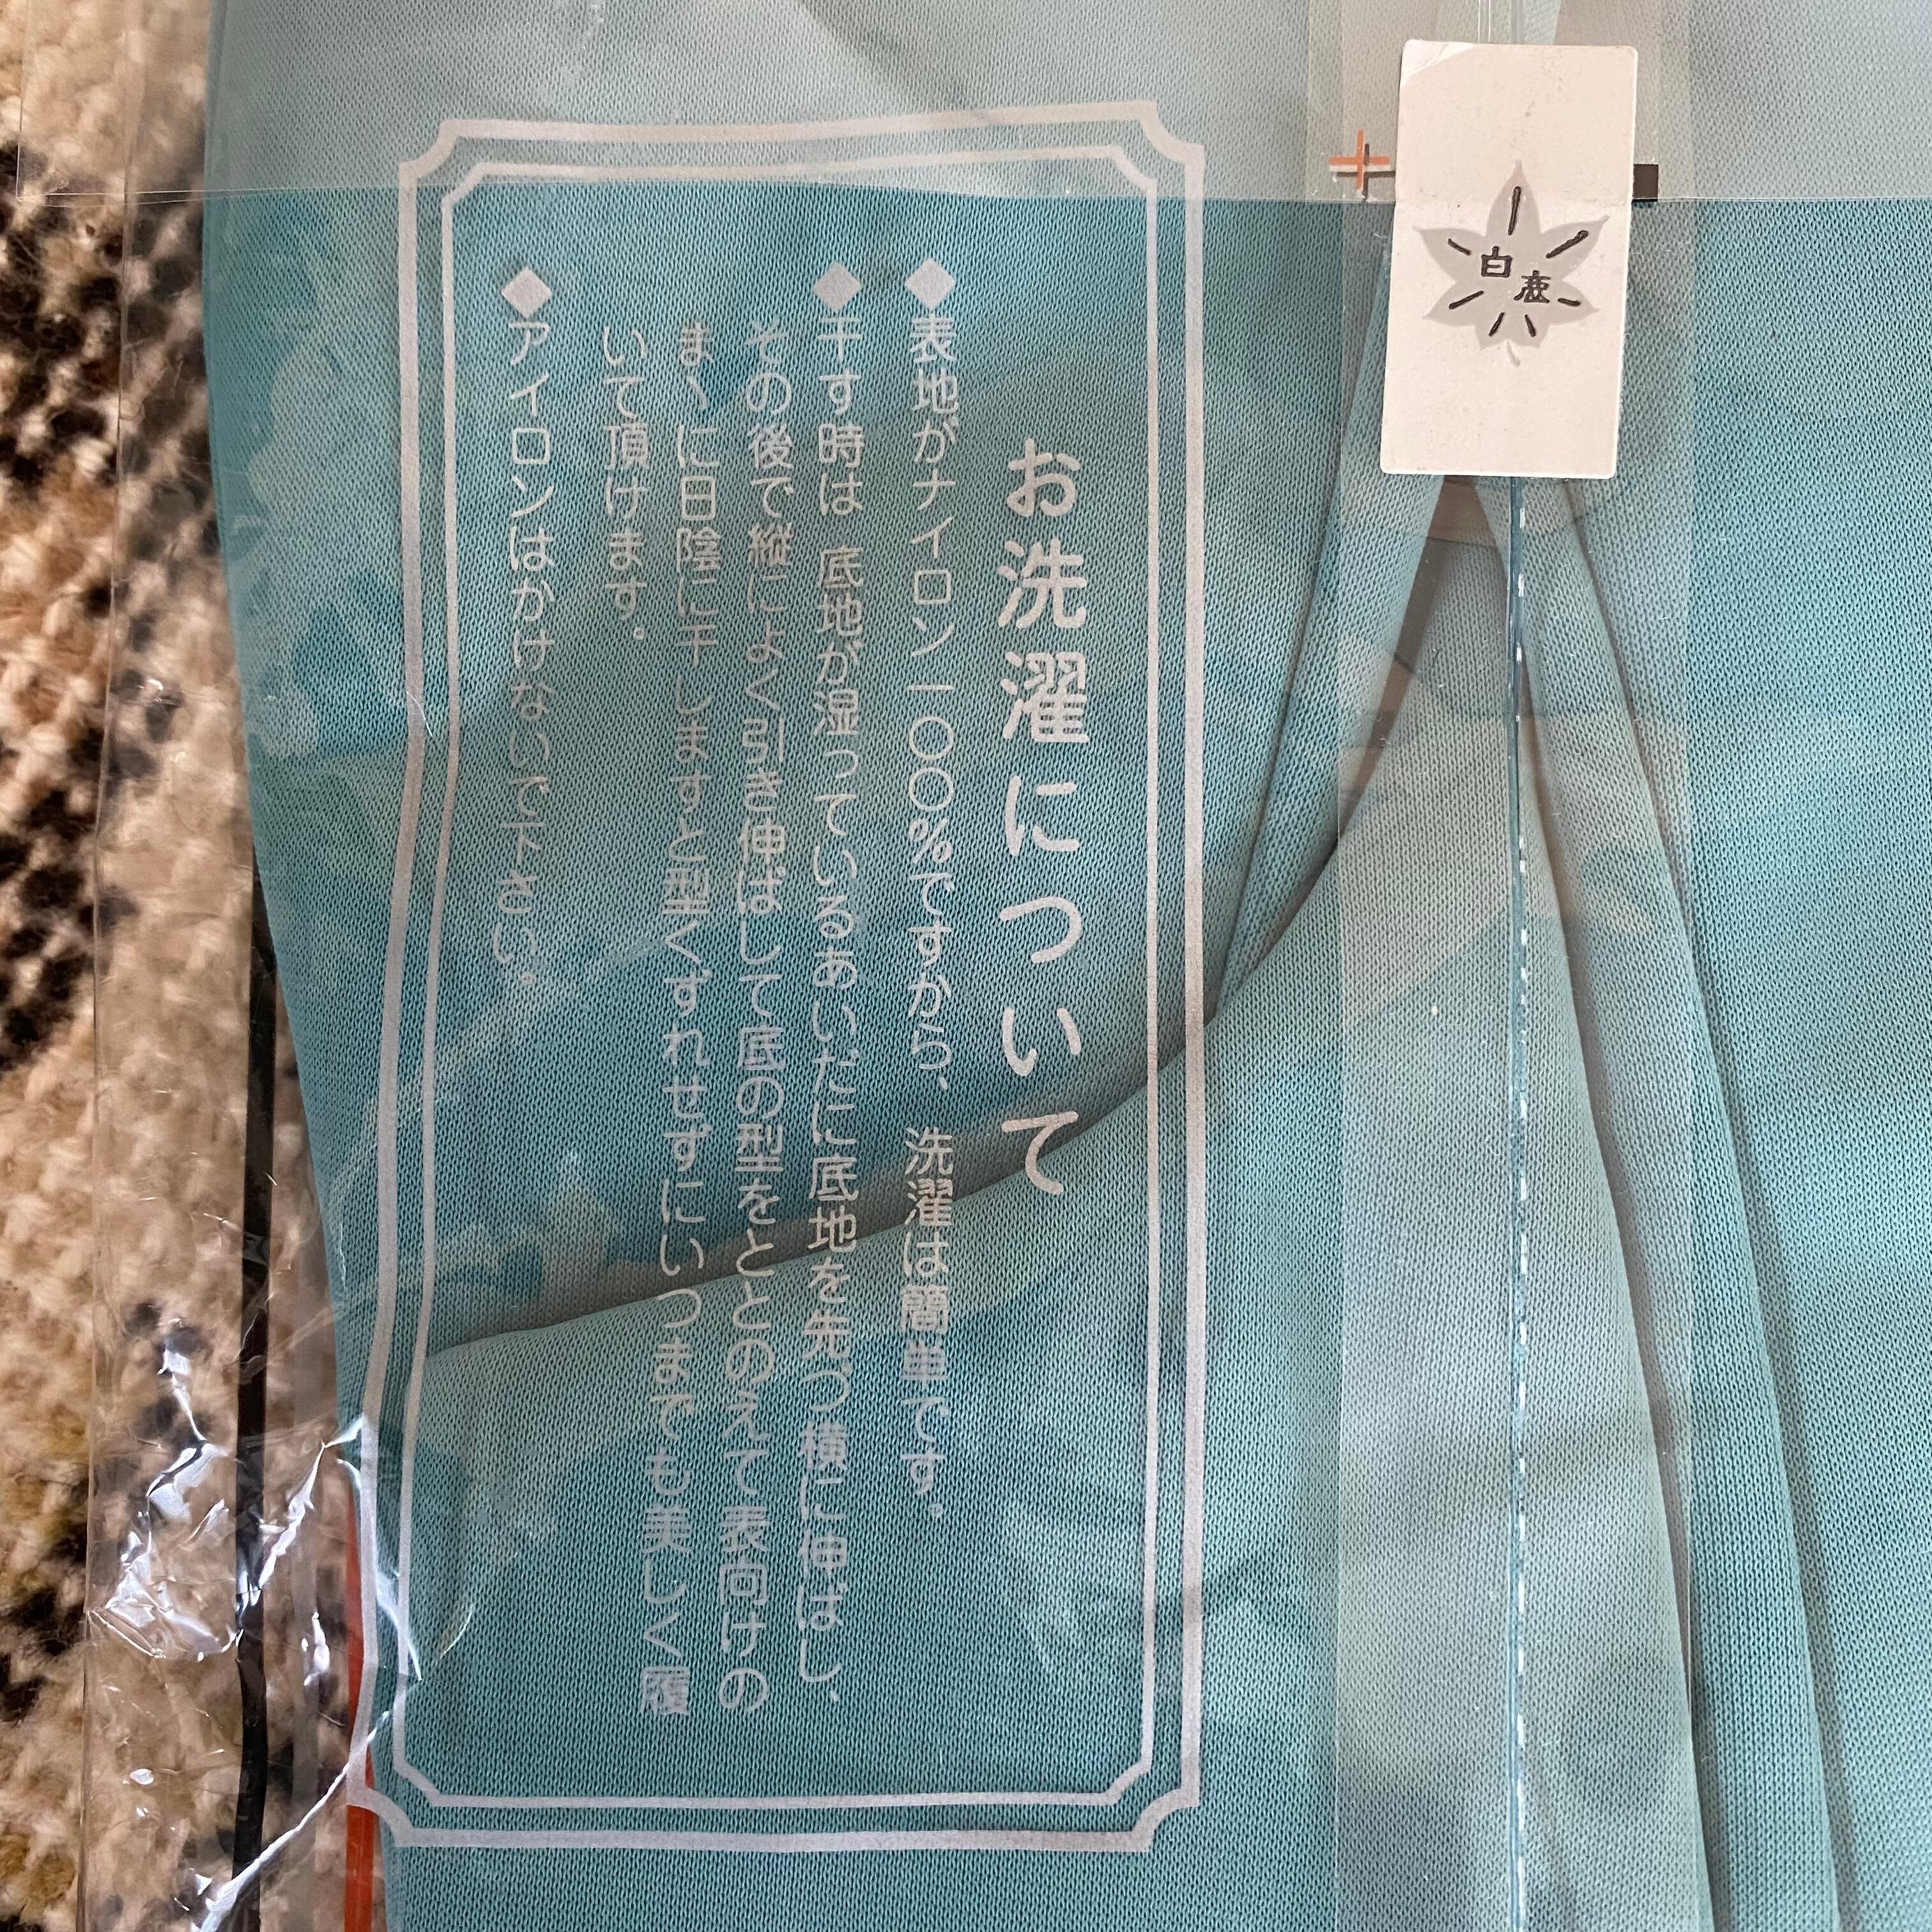 お洗濯について
◆表地がナイロン一〇〇%ですから、洗濯は簡単です。
◆干す時は 底地が湿っているあいだに底地を先づ横に伸ばし、
その後で縦によく引き伸ばして底の型をととのえて表向けの
まゝに日陰に干しますと型くずれせずにいつまでも美しく履
いて頂けます。
◆アイロンはかけないで下さい。
白鹿